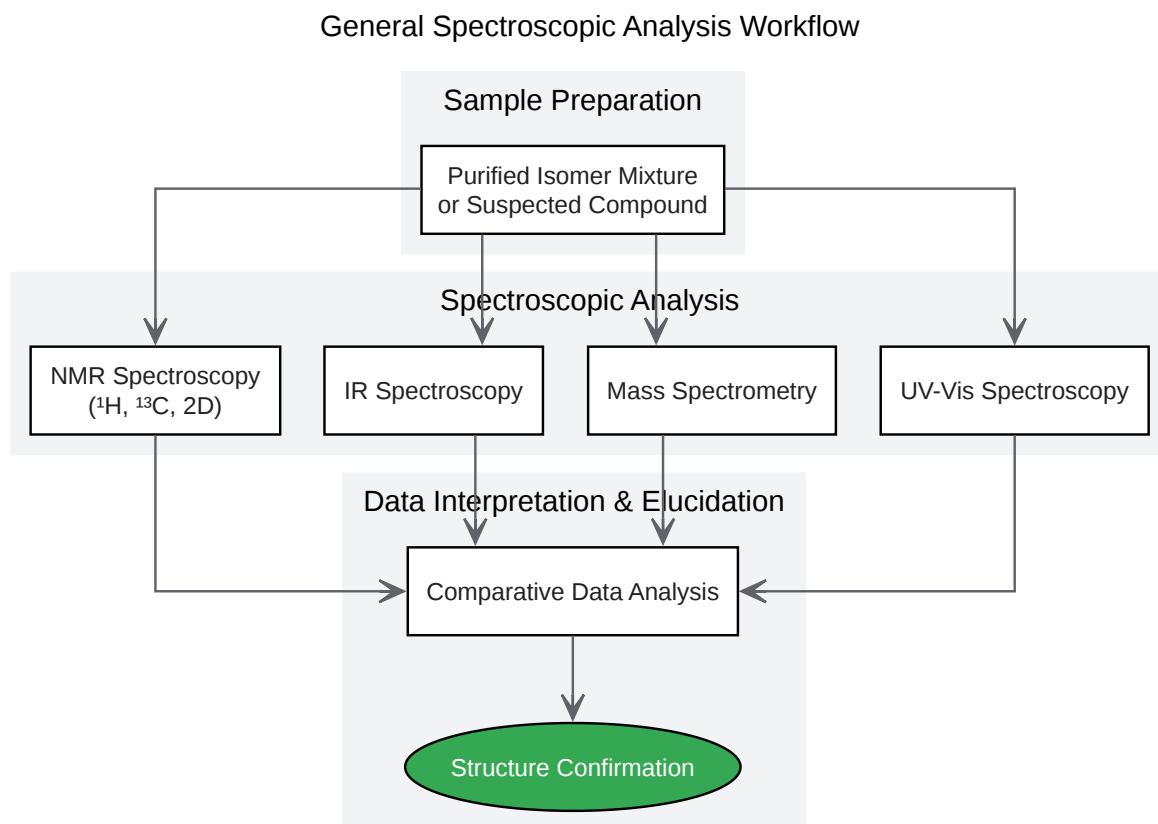 General Spectroscopic Analysis Workflow
Sample Preparation
Purified Isomer Mixture
or Suspected Compound
Spectroscopic Analysis
NMR Spectroscopy
(¹H, ¹³C, 2D)
IR Spectroscopy
Mass Spectrometry
UV-Vis Spectroscopy
Data Interpretation & Elucidation
Comparative Data Analysis
Structure Confirmation